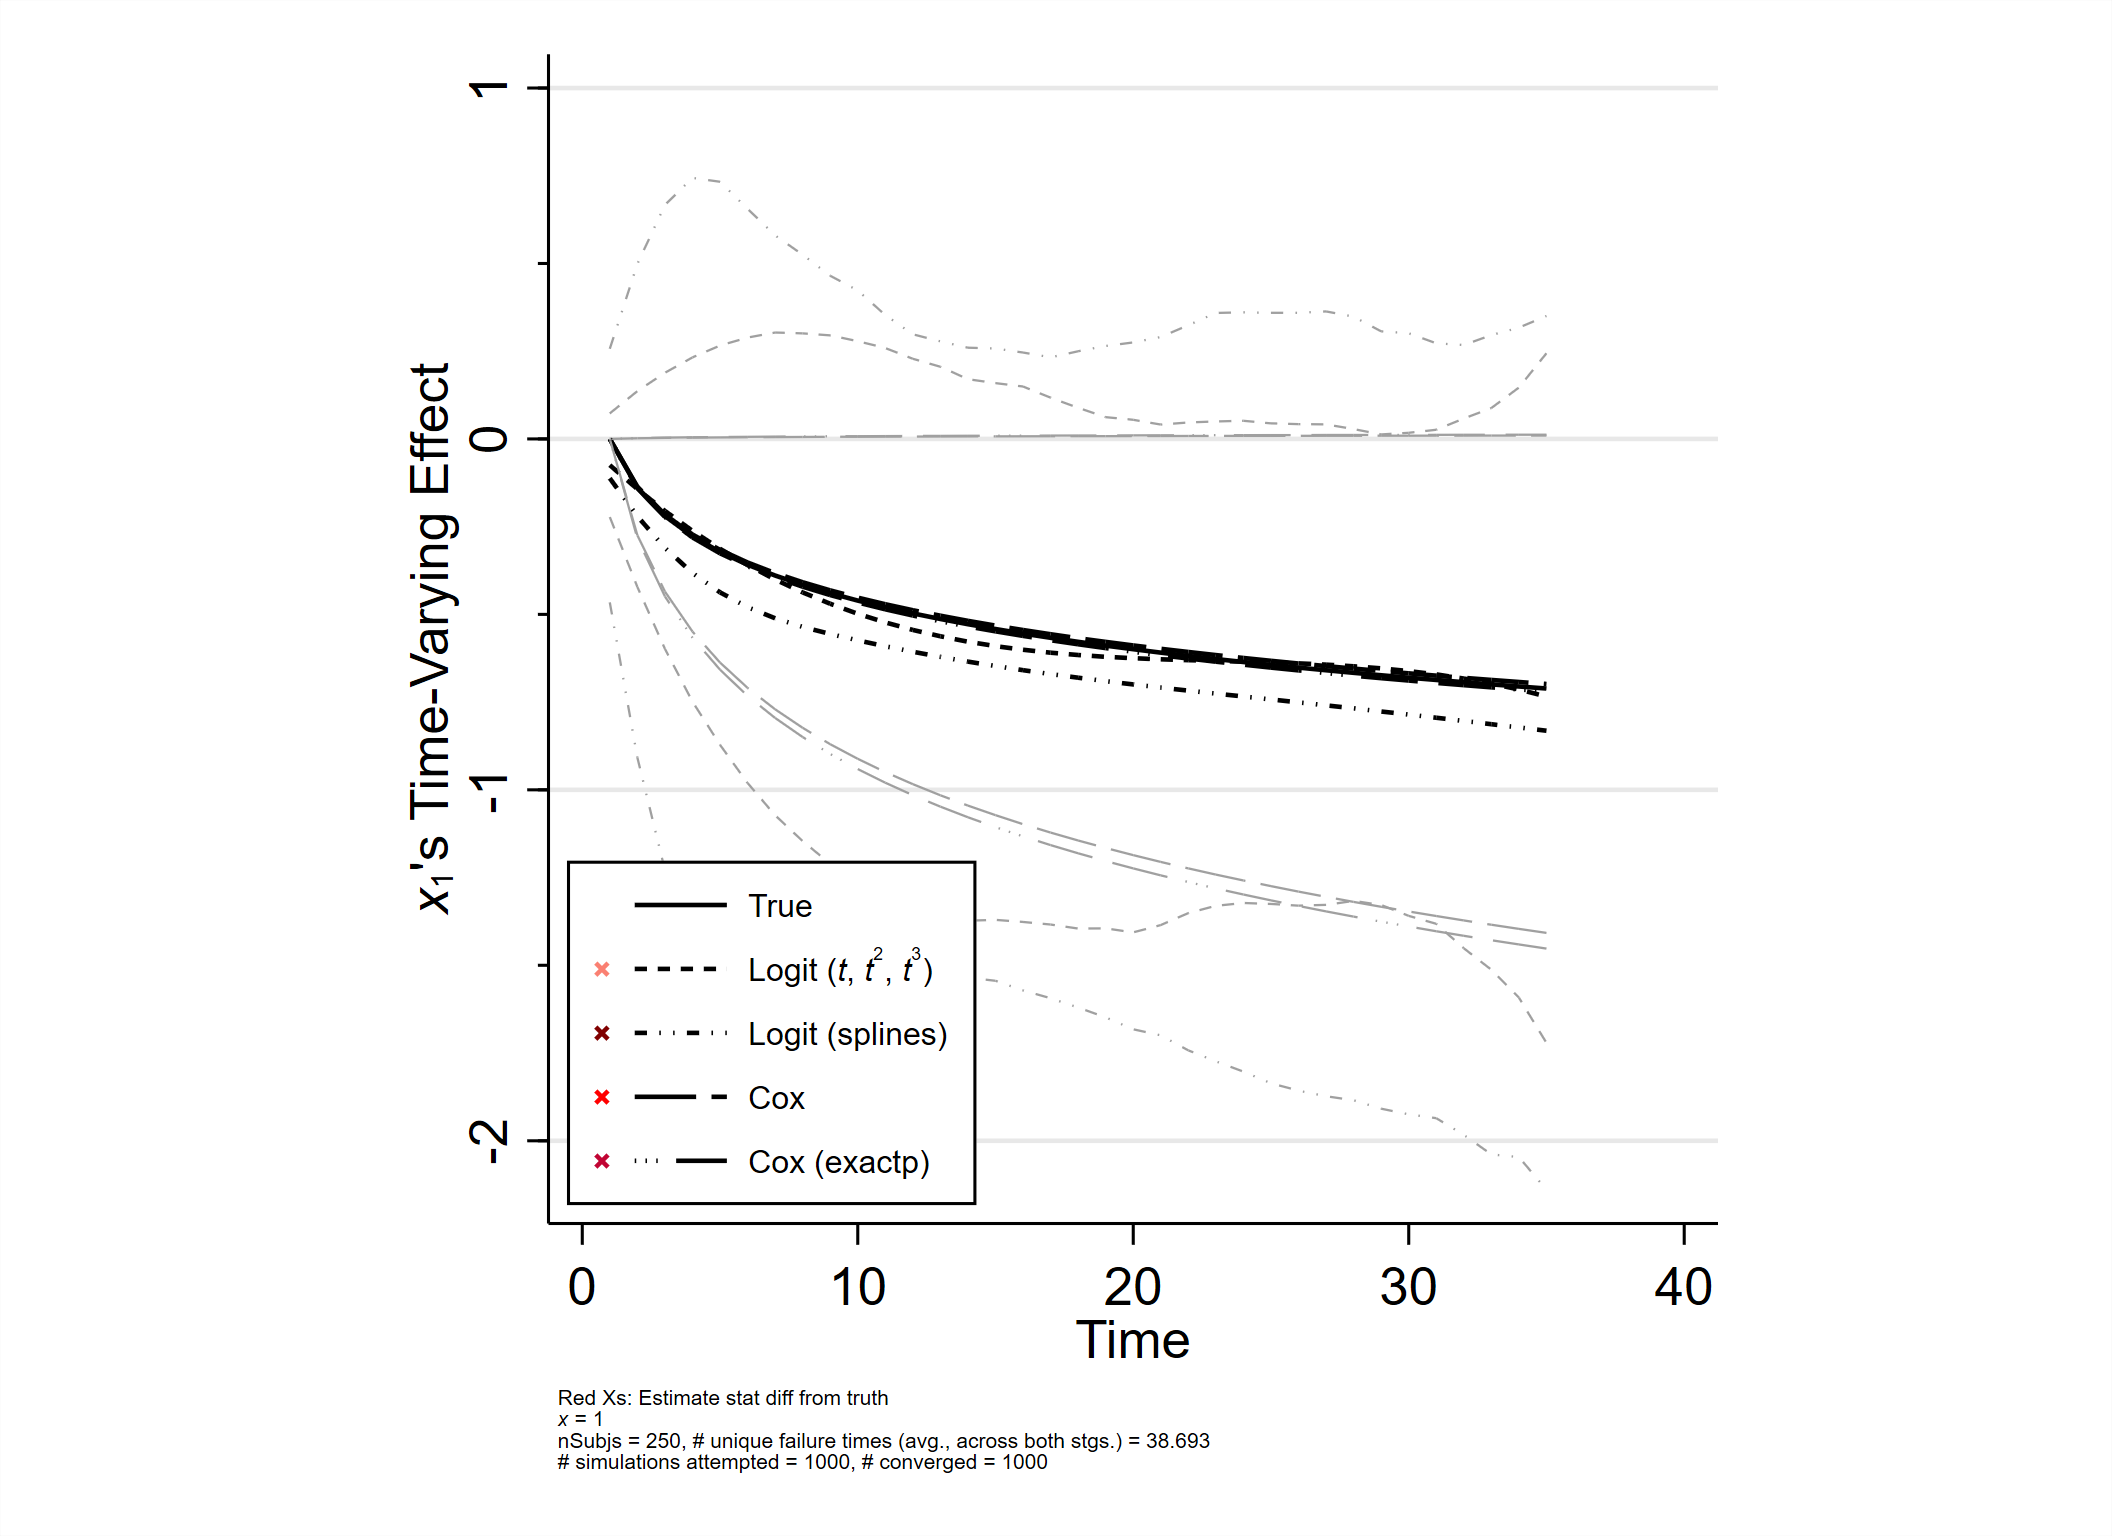 1
0
-1
-2
x₁'s Time-Varying Effect
True
Logit (t, t², t³)
Logit (splines)
Cox
Cox (exactp)
0 10 20 30 40
Time
Red Xs: Estimate stat diff from truth
x = 1
nSubjs = 250, # unique failure times (avg., across both stgs.) = 38.693
# simulations attempted = 1000, # converged = 1000